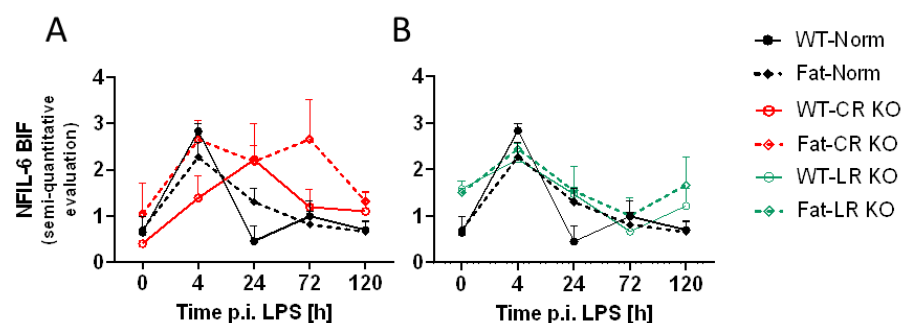 A
B
NFIL-6 BIF
(semi-quantitative
evaluation)
4
3
2
1
0
0 4 24 72 120
Time p.i. LPS [h]
4
3
2
1
0
0 4 24 72 120
Time p.i. LPS [h]
WT-Norm
Fat-Norm
WT-CR KO
Fat-CR KO
WT-LR KO
Fat-LR KO